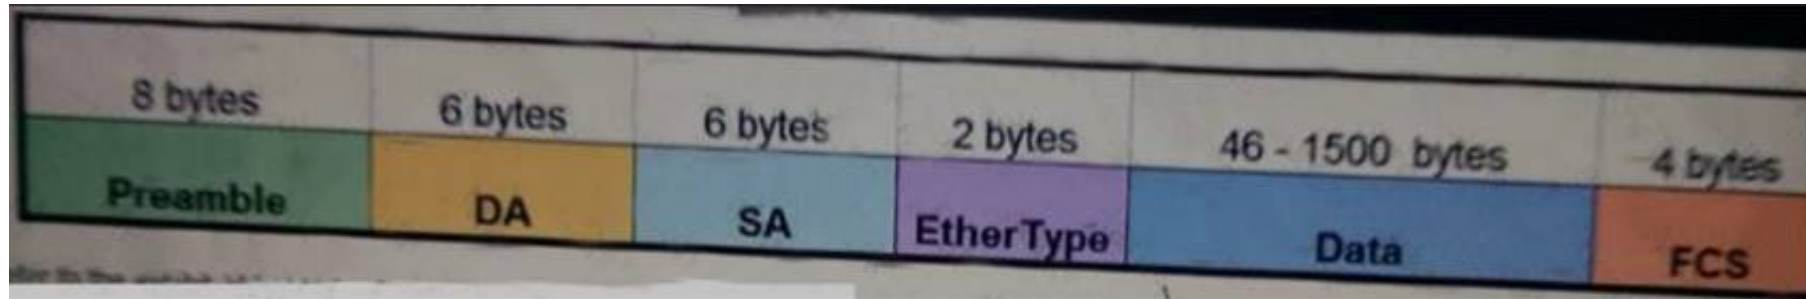 8 bytes 6 bytes 6 bytes 2 bytes 46 - 1500 bytes 4 bytes
Preamble DA SA EtherType Data FCS